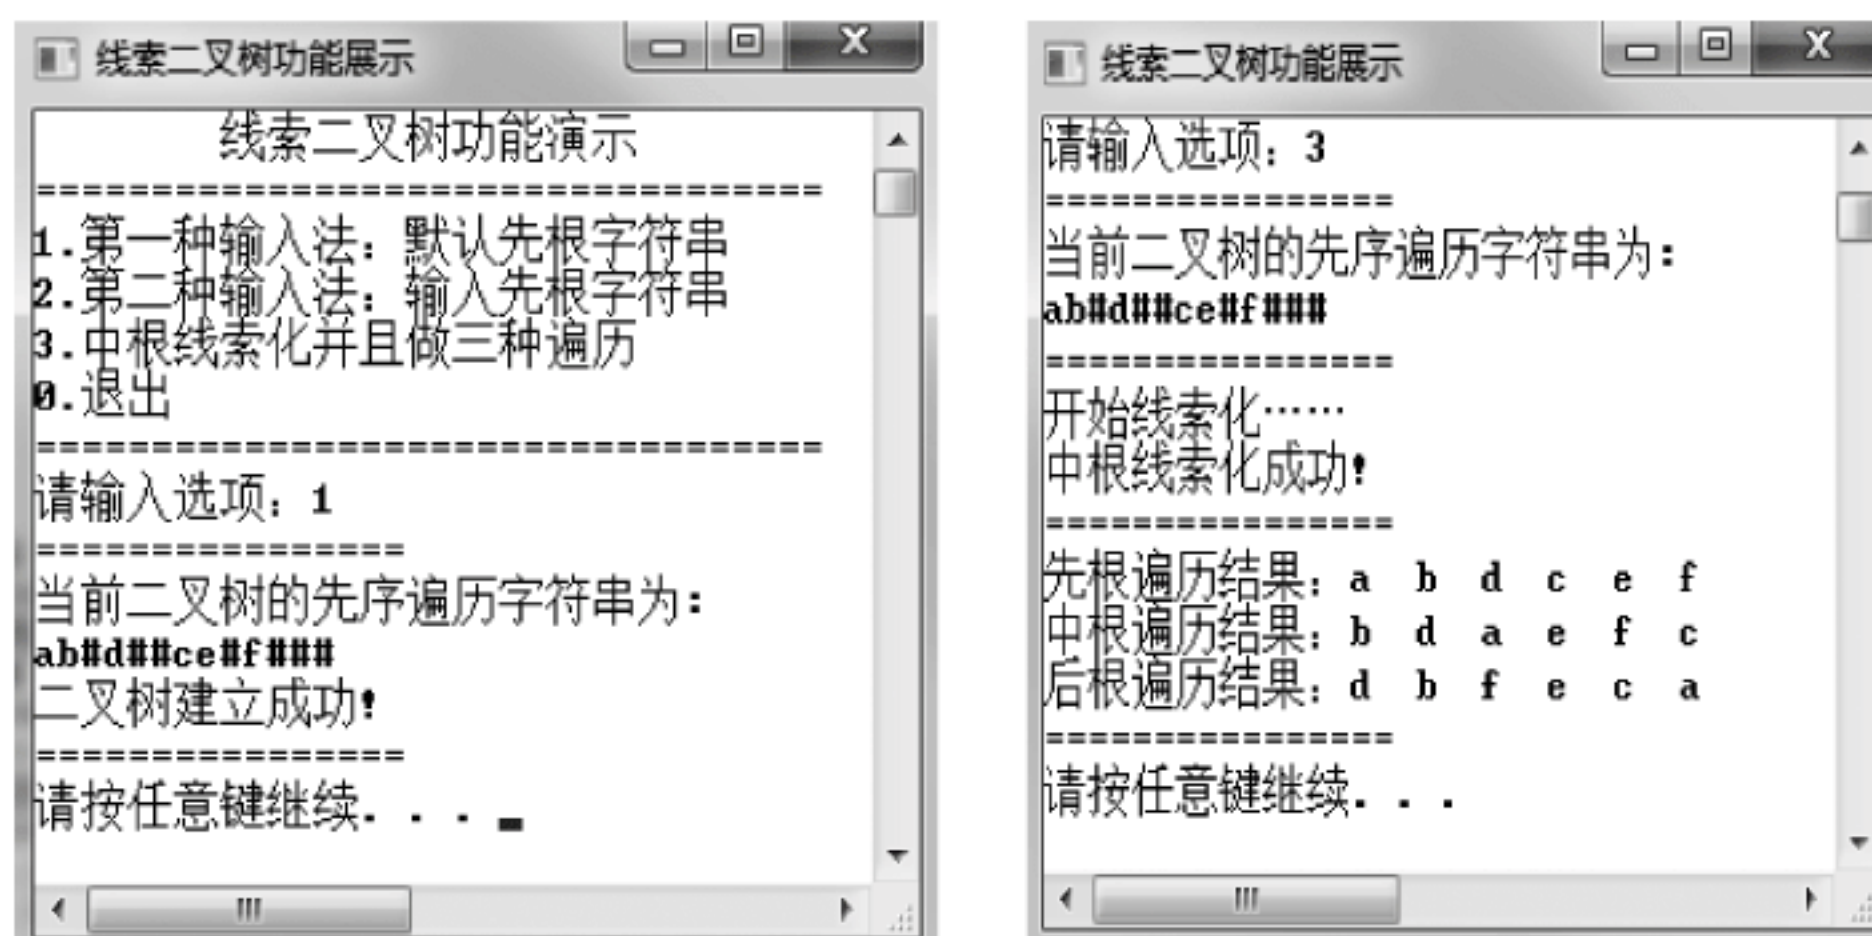 线索二叉树功能展示
线索二叉树功能演示
==================================
1.第一种输入法：默认先根字符串
2.第二种输入法：输入先根字符串
3.中根线索化并且做三种遍历
0.退出
==================================
请输入选项：1
================
当前二叉树的先序遍历字符串为：
ab#d##ce#f###
二叉树建立成功！
================
请按任意键继续. . .
线索二叉树功能展示
请输入选项：3
================
当前二叉树的先序遍历字符串为：
ab#d##ce#f###
================
开始线索化……
中根线索化成功！
================
先根遍历结果：a b d c e f
中根遍历结果：b d a e f c
后根遍历结果：d b f e c a
================
请按任意键继续. . .